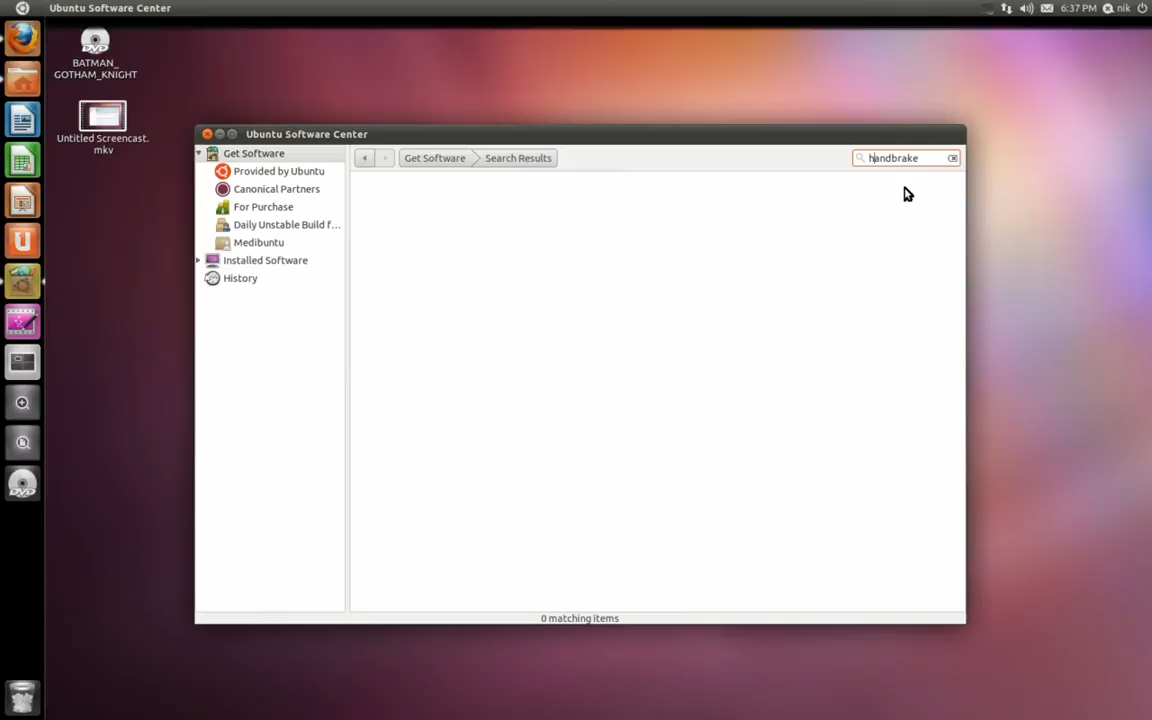 Ubuntu Software Center
6:37 PM
nik
BATMAN_
GOTHAM_KNIGHT
Untitled Screencast.
mkv
Ubuntu Software Center
Get Software
Provided by Ubuntu
Canonical Partners
For Purchase
Daily Unstable Build f...
Medibuntu
Installed Software
History
Get Software
Search Results
handbrake
0 matching items